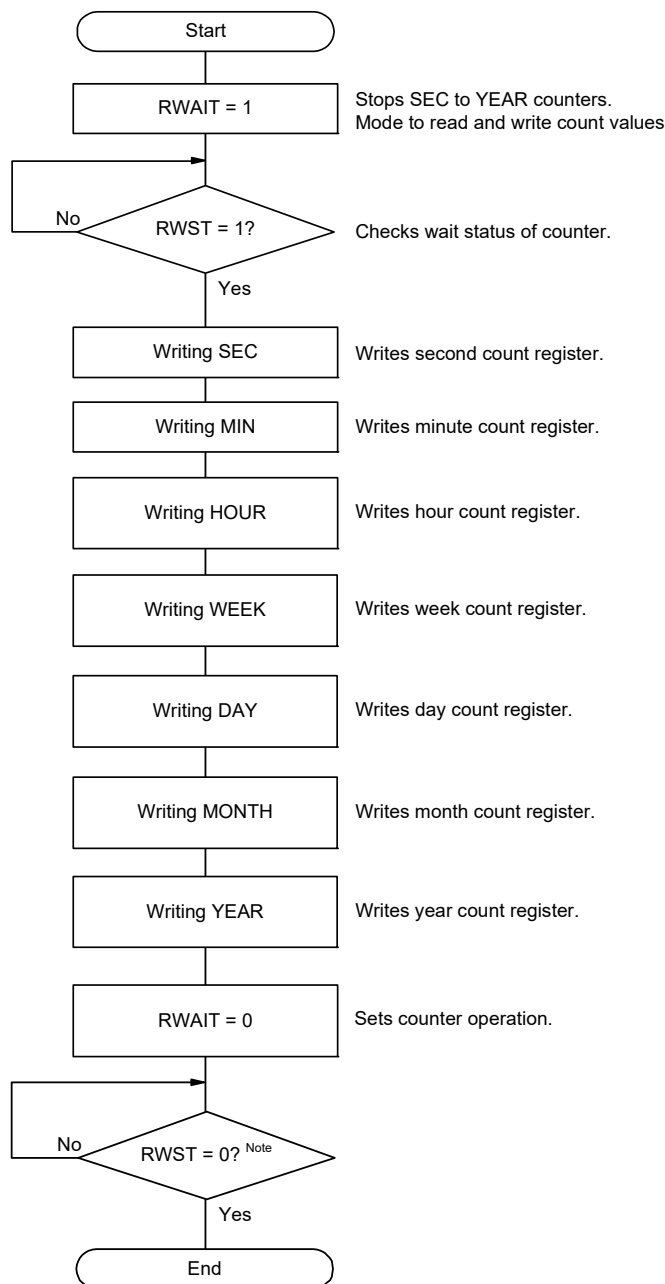 Start
RWAIT = 1
Stops SEC to YEAR counters.
Mode to read and write count values
No
RWST = 1?
Checks wait status of counter.
Yes
Writing SEC
Writes second count register.
Writing MIN
Writes minute count register.
Writing HOUR
Writes hour count register.
Writing WEEK
Writes week count register.
Writing DAY
Writes day count register.
Writing MONTH
Writes month count register.
Writing YEAR
Writes year count register.
RWAIT = 0
Sets counter operation.
No
RWST = 0? Note
Yes
End